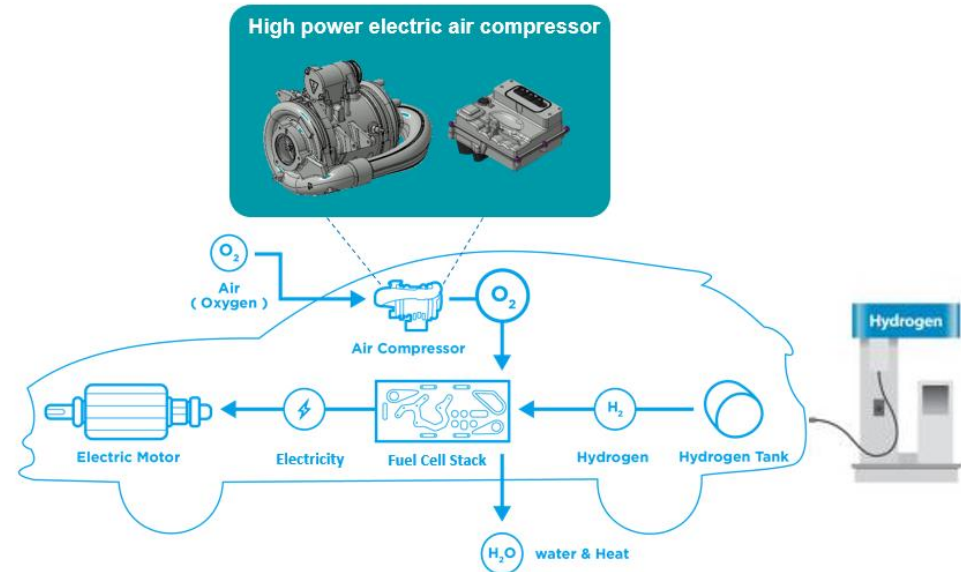 High power electric air compressor
O₂
Air
( Oxygen )
O₂
Air Compressor
Hydrogen
H₂
Electric Motor
Electricity
Fuel Cell Stack
Hydrogen
Hydrogen Tank
H₂O
water & Heat